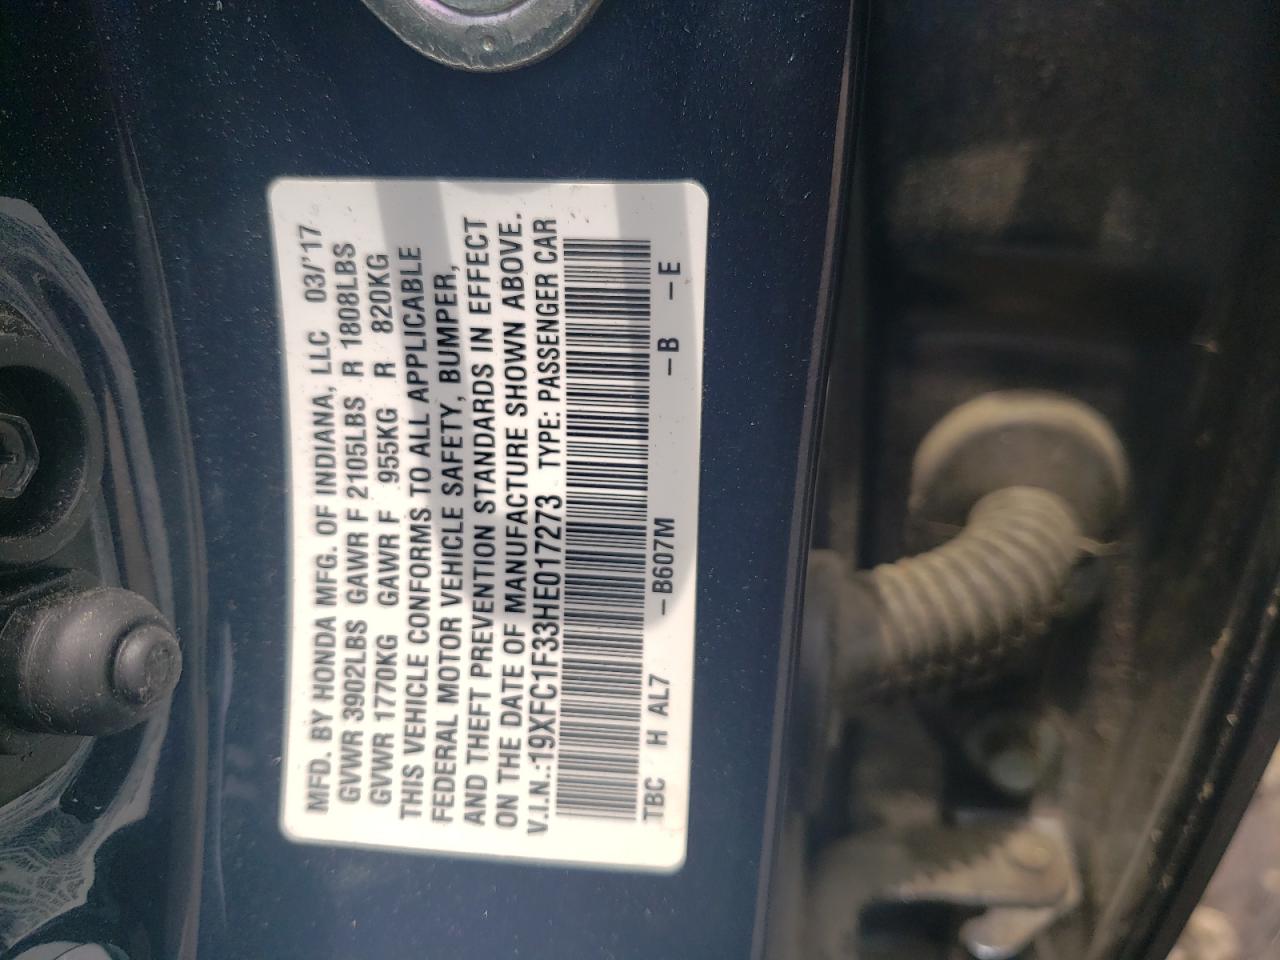 MFD. BY HONDA MFG. OF INDIANA, LLC 03/'17
GVWR 3902LBS GAWR F 2105LBS R 1808LBS
GVWR 1770KG GAWR F 955KG R 820KG
THIS VEHICLE CONFORMS TO ALL APPLICABLE
FEDERAL MOTOR VEHICLE SAFETY, BUMPER,
AND THEFT PREVENTION STANDARDS IN EFFECT
ON THE DATE OF MANUFACTURE SHOWN ABOVE.
V.I.N.:19XFC1F33HE017273 TYPE: PASSENGER CAR
TBC H AL7 –B607M –B –E